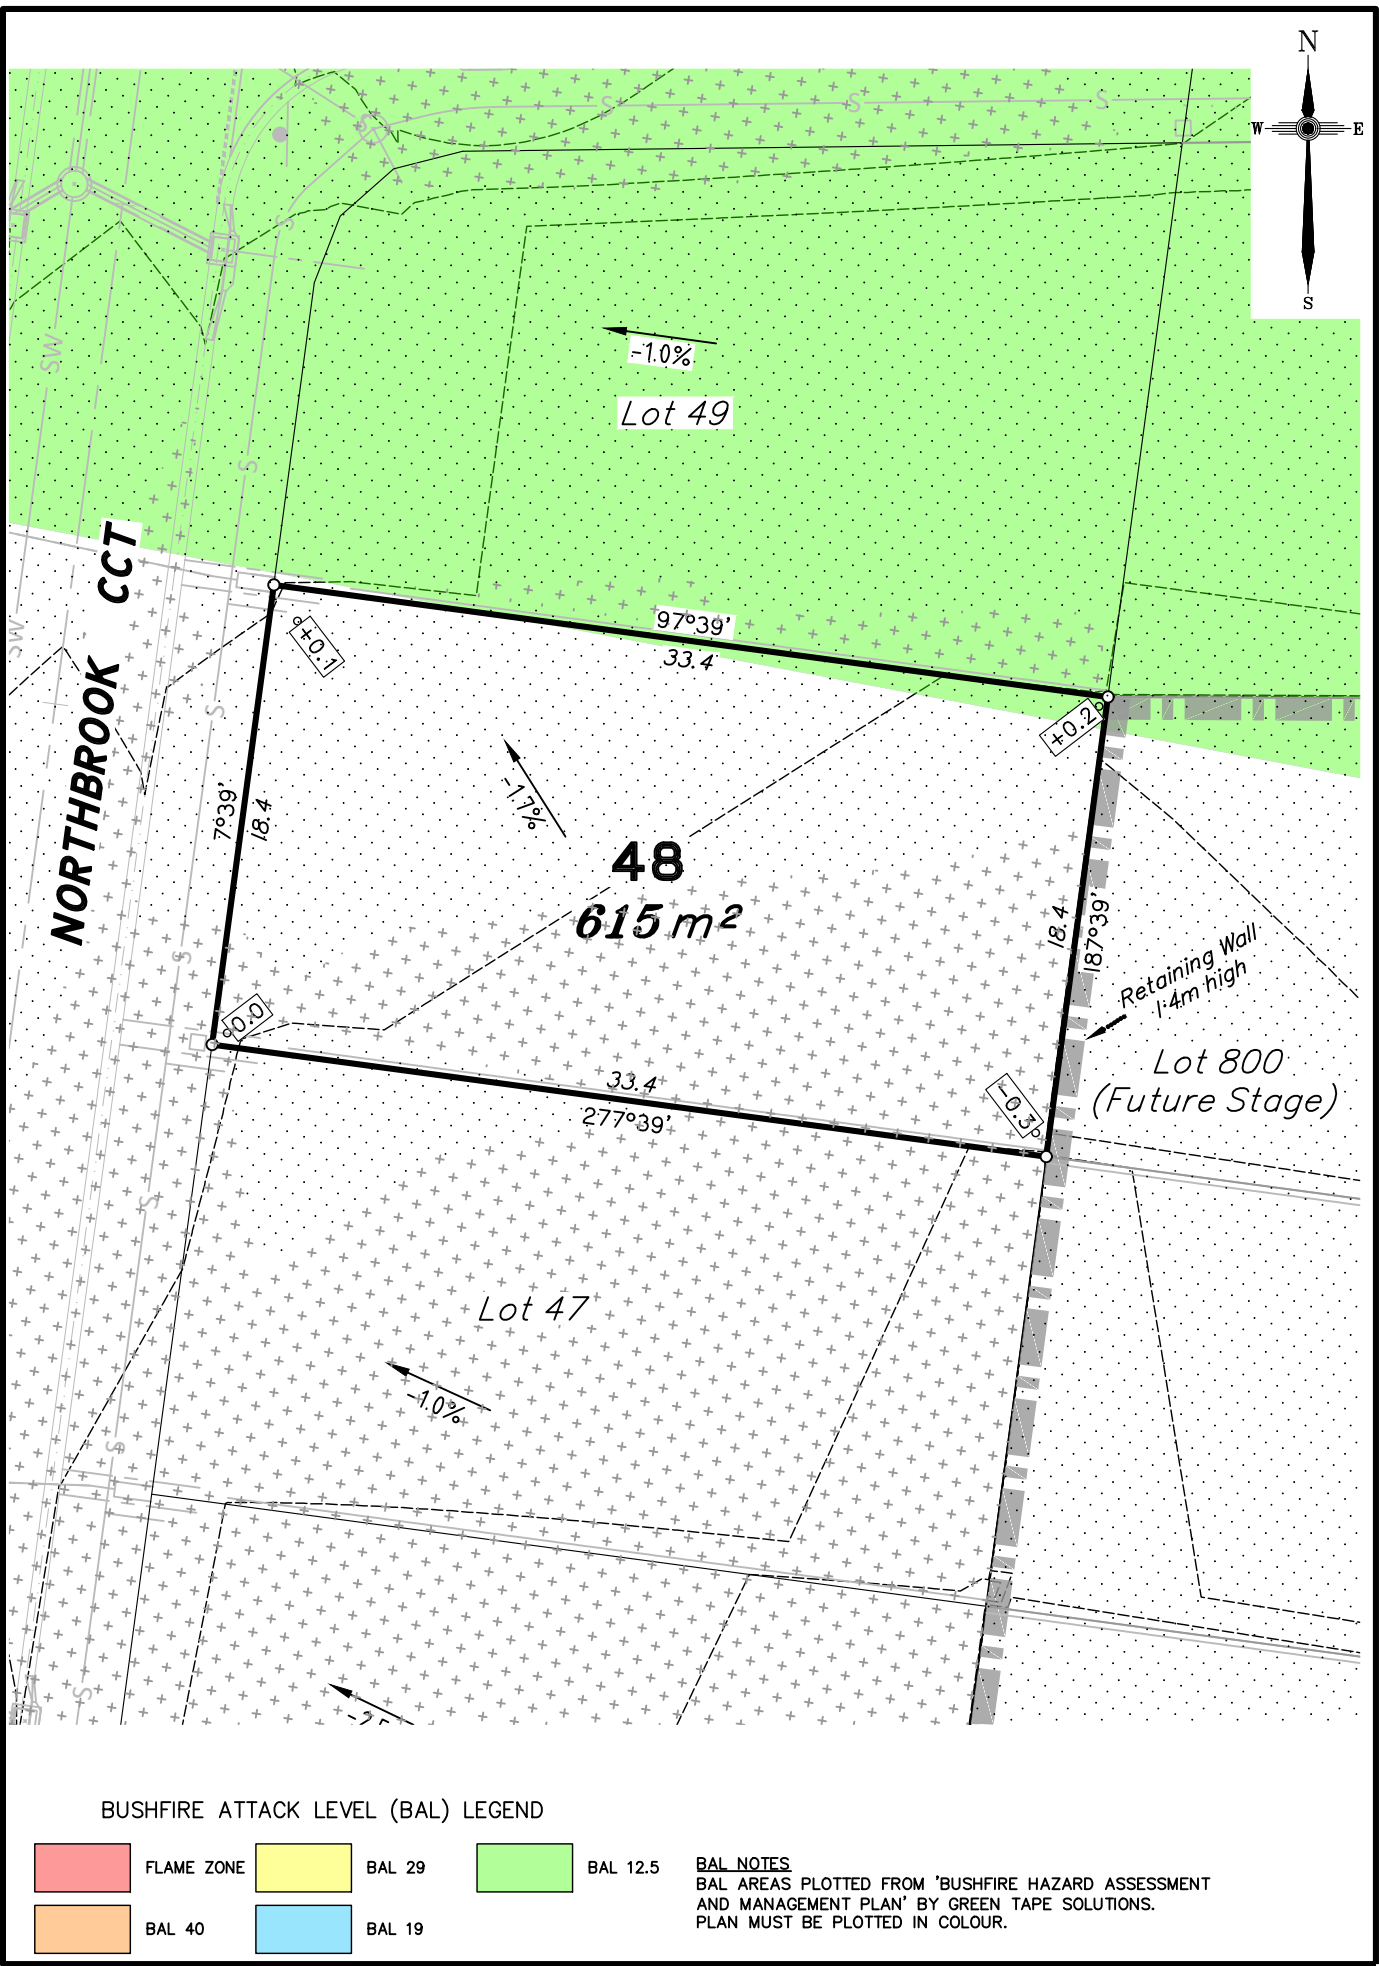 N
W E
S
S
S
S
S
S
SW
-1.0%
Lot 49
S
NORTHBROOK CCT
SW
97°39'
33.4
+0.1
+0.2
S
-1.7%
7°39'
18.4
48
615 m²
18.4
187°39'
S
Retaining Wall
1.4m high
0.0
Lot 800
(Future Stage)
33.4
277°39'
-0.3
S
Lot 47
-1.0%
S
S
BUSHFIRE ATTACK LEVEL (BAL) LEGEND
FLAME ZONE
BAL 29
BAL 12.5
BAL 40
BAL 19
BAL NOTES
BAL AREAS PLOTTED FROM 'BUSHFIRE HAZARD ASSESSMENT
AND MANAGEMENT PLAN' BY GREEN TAPE SOLUTIONS.
PLAN MUST BE PLOTTED IN COLOUR.